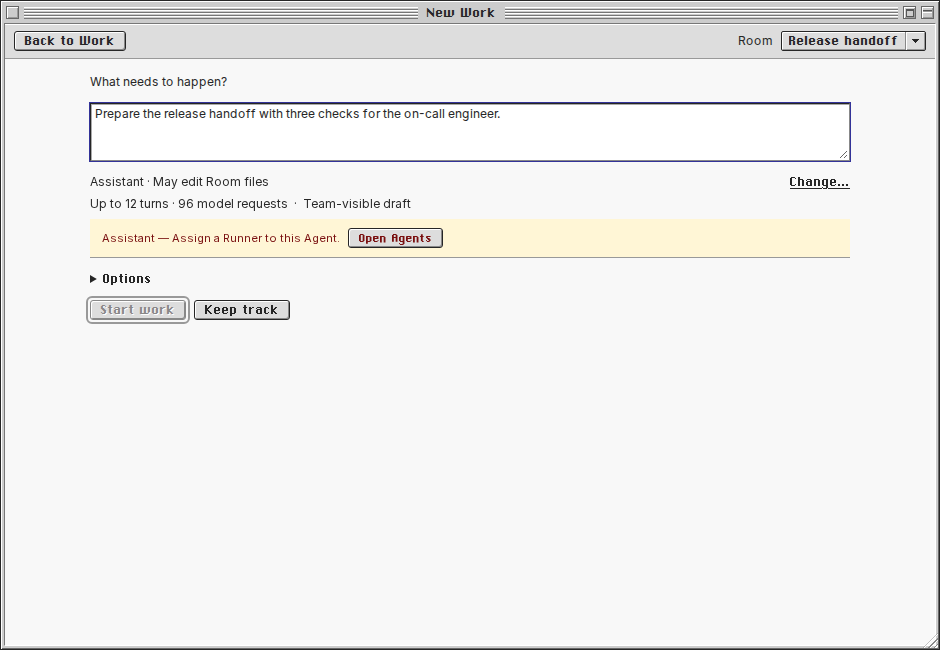 New Work
Back to Work
Room Release handoff
What needs to happen?
Prepare the release handoff with three checks for the on-call engineer.
Assistant · May edit Room files Change...
Up to 12 turns · 96 model requests · Team-visible draft
Assistant — Assign a Runner to this Agent. Open Agents
Options
Start work Keep track